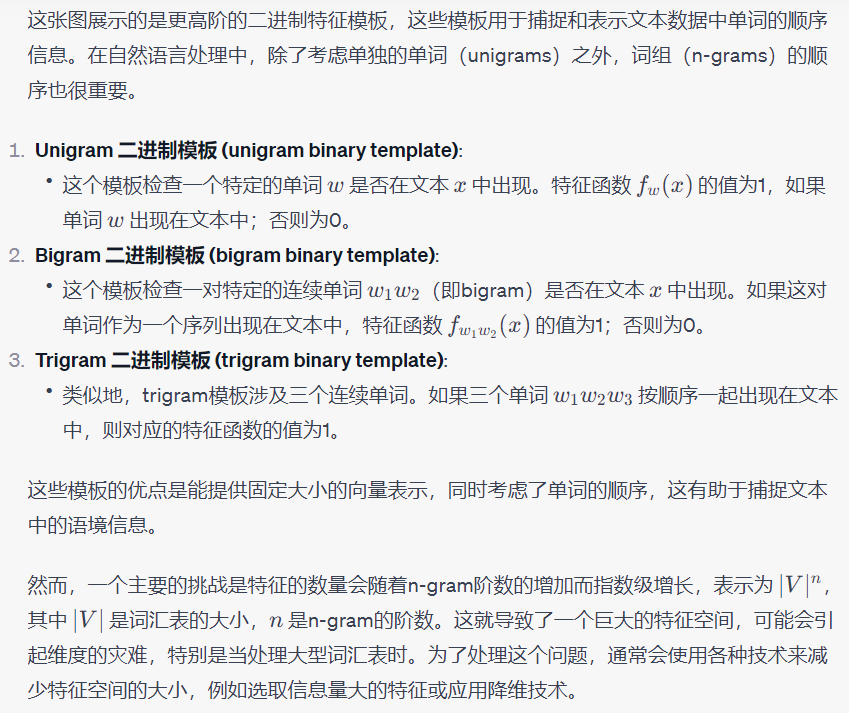 这张图展示的是更高阶的二进制特征模板，这些模板用于捕捉和表示文本数据中单词的顺序
信息。在自然语言处理中，除了考虑单独的单词（unigrams）之外，词组（n-grams）的顺
序也很重要。
1. Unigram 二进制模板 (unigram binary template):
• 这个模板检查一个特定的单词 w 是否在文本 x 中出现。特征函数 f_w(x) 的值为1，如果
单词 w 出现在文本中；否则为0。
2. Bigram 二进制模板 (bigram binary template):
• 这个模板检查一对特定的连续单词 w₁w₂（即bigram）是否在文本 x 中出现。如果这对
单词作为一个序列出现在文本中，特征函数 f_{w₁w₂}(x) 的值为1；否则为0。
3. Trigram 二进制模板 (trigram binary template):
• 类似地，trigram模板涉及三个连续单词。如果三个单词 w₁w₂w₃ 按顺序一起出现在文本
中，则对应的特征函数的值为1。
这些模板的优点是能提供固定大小的向量表示，同时考虑了单词的顺序，这有助于捕捉文本
中的语境信息。
然而，一个主要的挑战是特征的数量会随着n-gram阶数的增加而指数级增长，表示为 |V|ⁿ，
其中 |V| 是词汇表的大小，n 是n-gram的阶数。这就导致了一个巨大的特征空间，可能会引
起维度的灾难，特别是当处理大型词汇表时。为了处理这个问题，通常会使用各种技术来减
少特征空间的大小，例如选取信息量大的特征或应用降维技术。